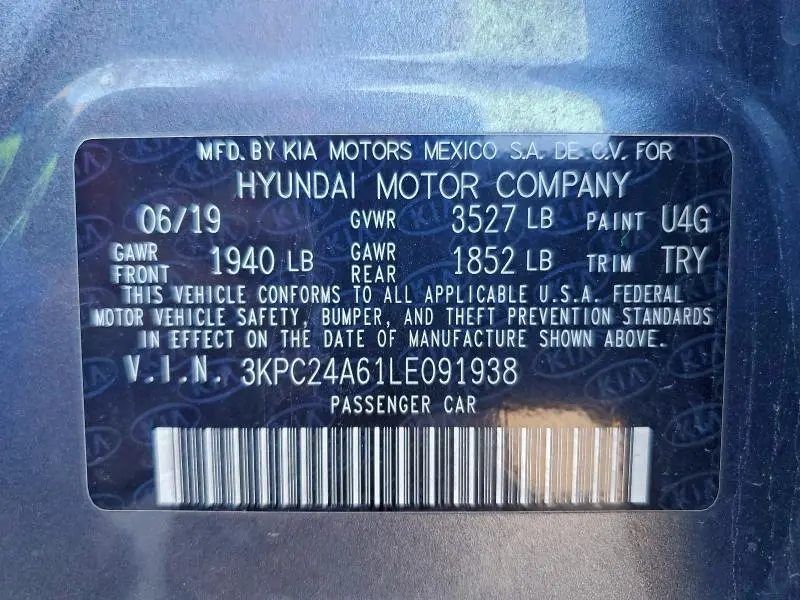 MFD. BY KIA MOTORS MEXICO S.A. DE C.V. FOR
HYUNDAI MOTOR COMPANY
06/19 GVWR 3527 LB PAINT U4G
GAWR FRONT 1940 LB GAWR REAR 1852 LB TRIM TRY
THIS VEHICLE CONFORMS TO ALL APPLICABLE U.S.A. FEDERAL
MOTOR VEHICLE SAFETY, BUMPER, AND THEFT PREVENTION STANDARDS
IN EFFECT ON THE DATE OF MANUFACTURE SHOWN ABOVE.
V.I.N. 3KPC24A61LE091938
PASSENGER CAR